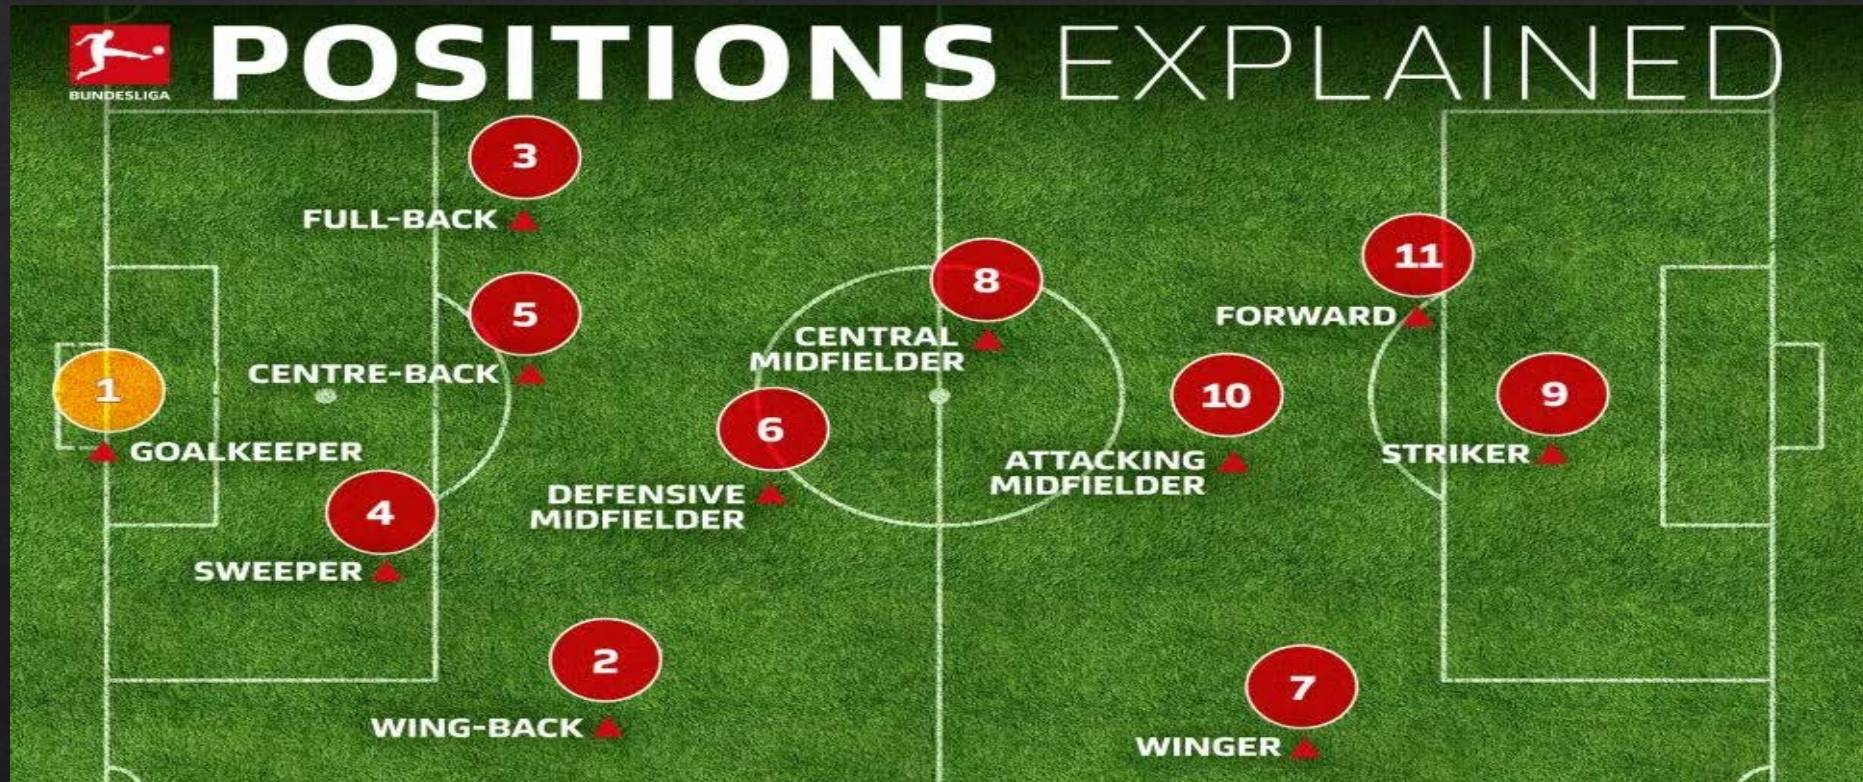 POSITIONS EXPLAINED
BUNDESLIGA
3
FULL-BACK
5
CENTRE-BACK
1
GOALKEEPER
4
SWEEPER
2
WING-BACK
8
CENTRAL
MIDFIELDER
6
DEFENSIVE
MIDFIELDER
11
FORWARD
10
ATTACKING
MIDFIELDER
9
STRIKER
7
WINGER